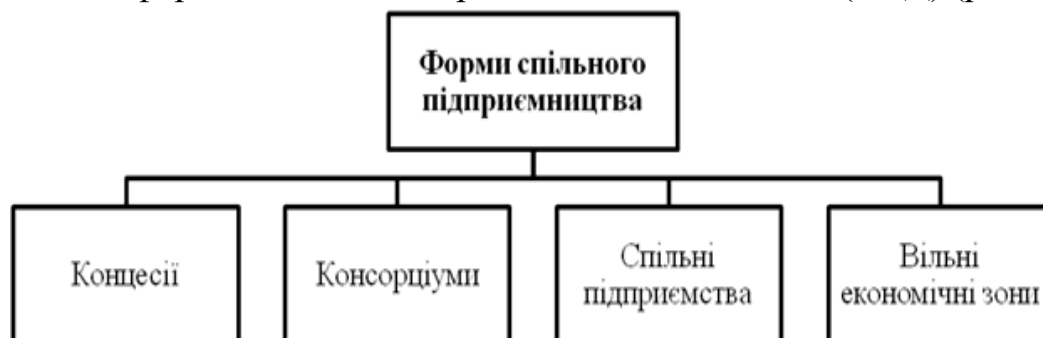 Форми спільного
підприємництва
Концесії
Консорціуми
Спільні
підприємства
Вільні
економічні зони